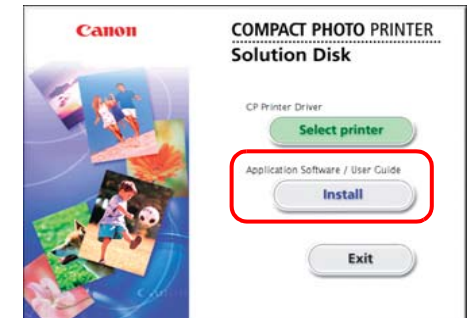 Canon
COMPACT PHOTO PRINTER
Solution Disk
CP Printer Driver
Select printer
Application Software / User Guide
Install
Exit